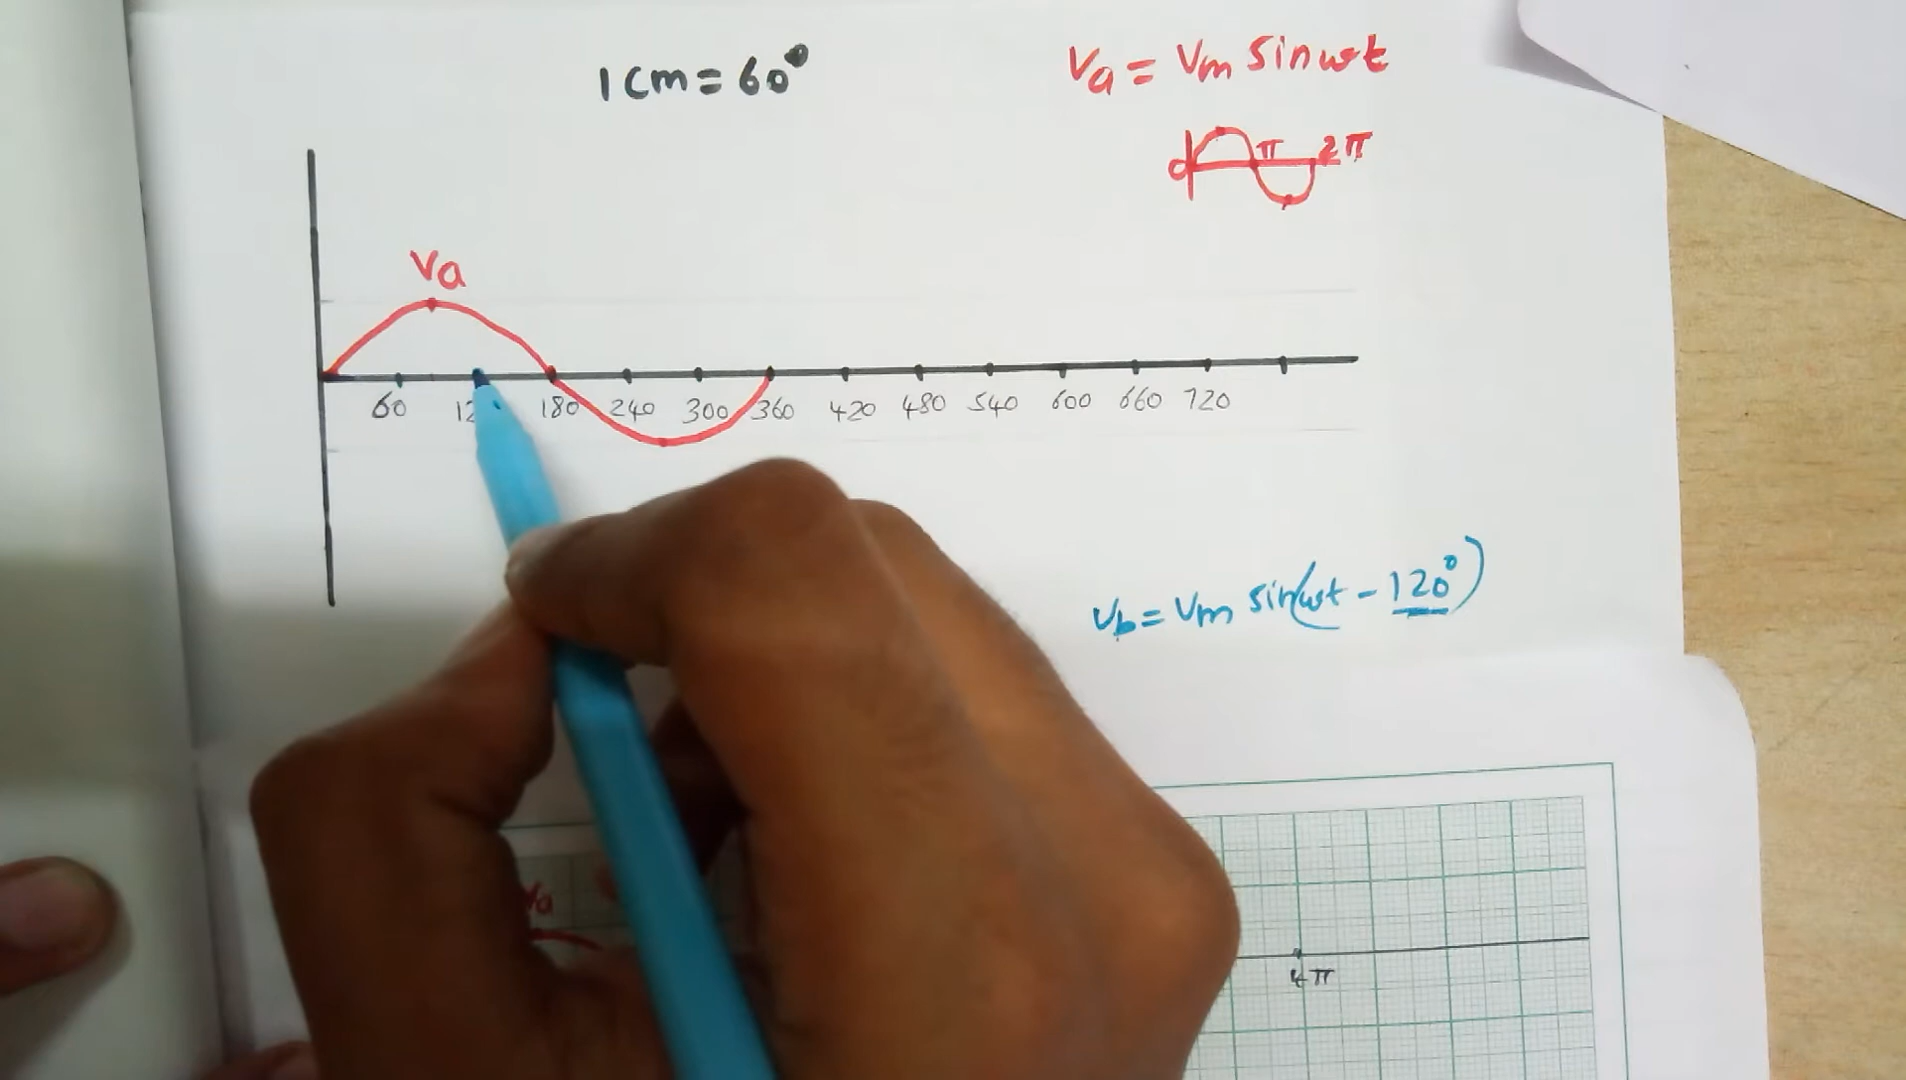 1cm=60°
Va = Vm sinωt
0 π 2π
Va
60 180 240 300 360 420 480 540 600 660 720
Vb = Vm sin(ωt - 120°)
4π